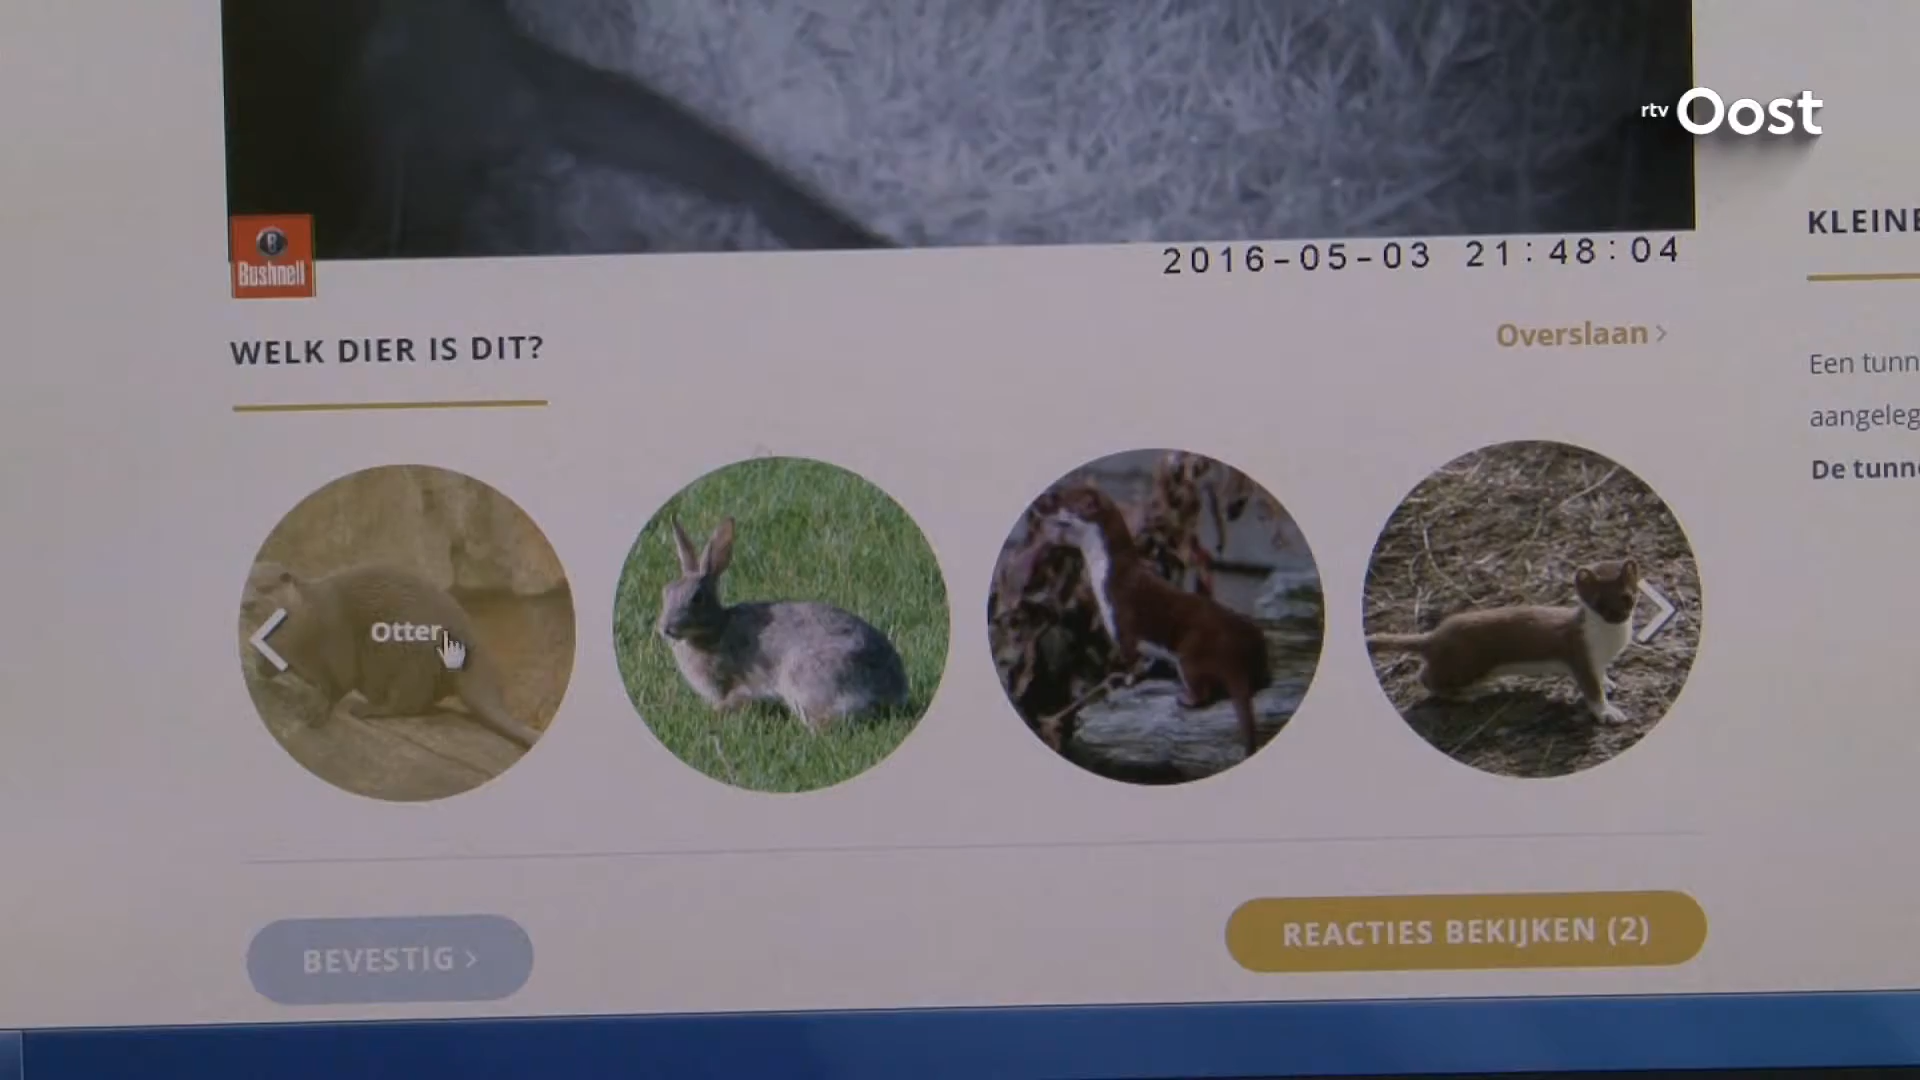 rtv Oost
Bushnell
2016-05-03 21:48:04
WELK DIER IS DIT?
Overslaan >
Otter
BEVESTIG >
REACTIES BEKIJKEN (2)
KLEINE
Een tunn
aangeleg
De tunn